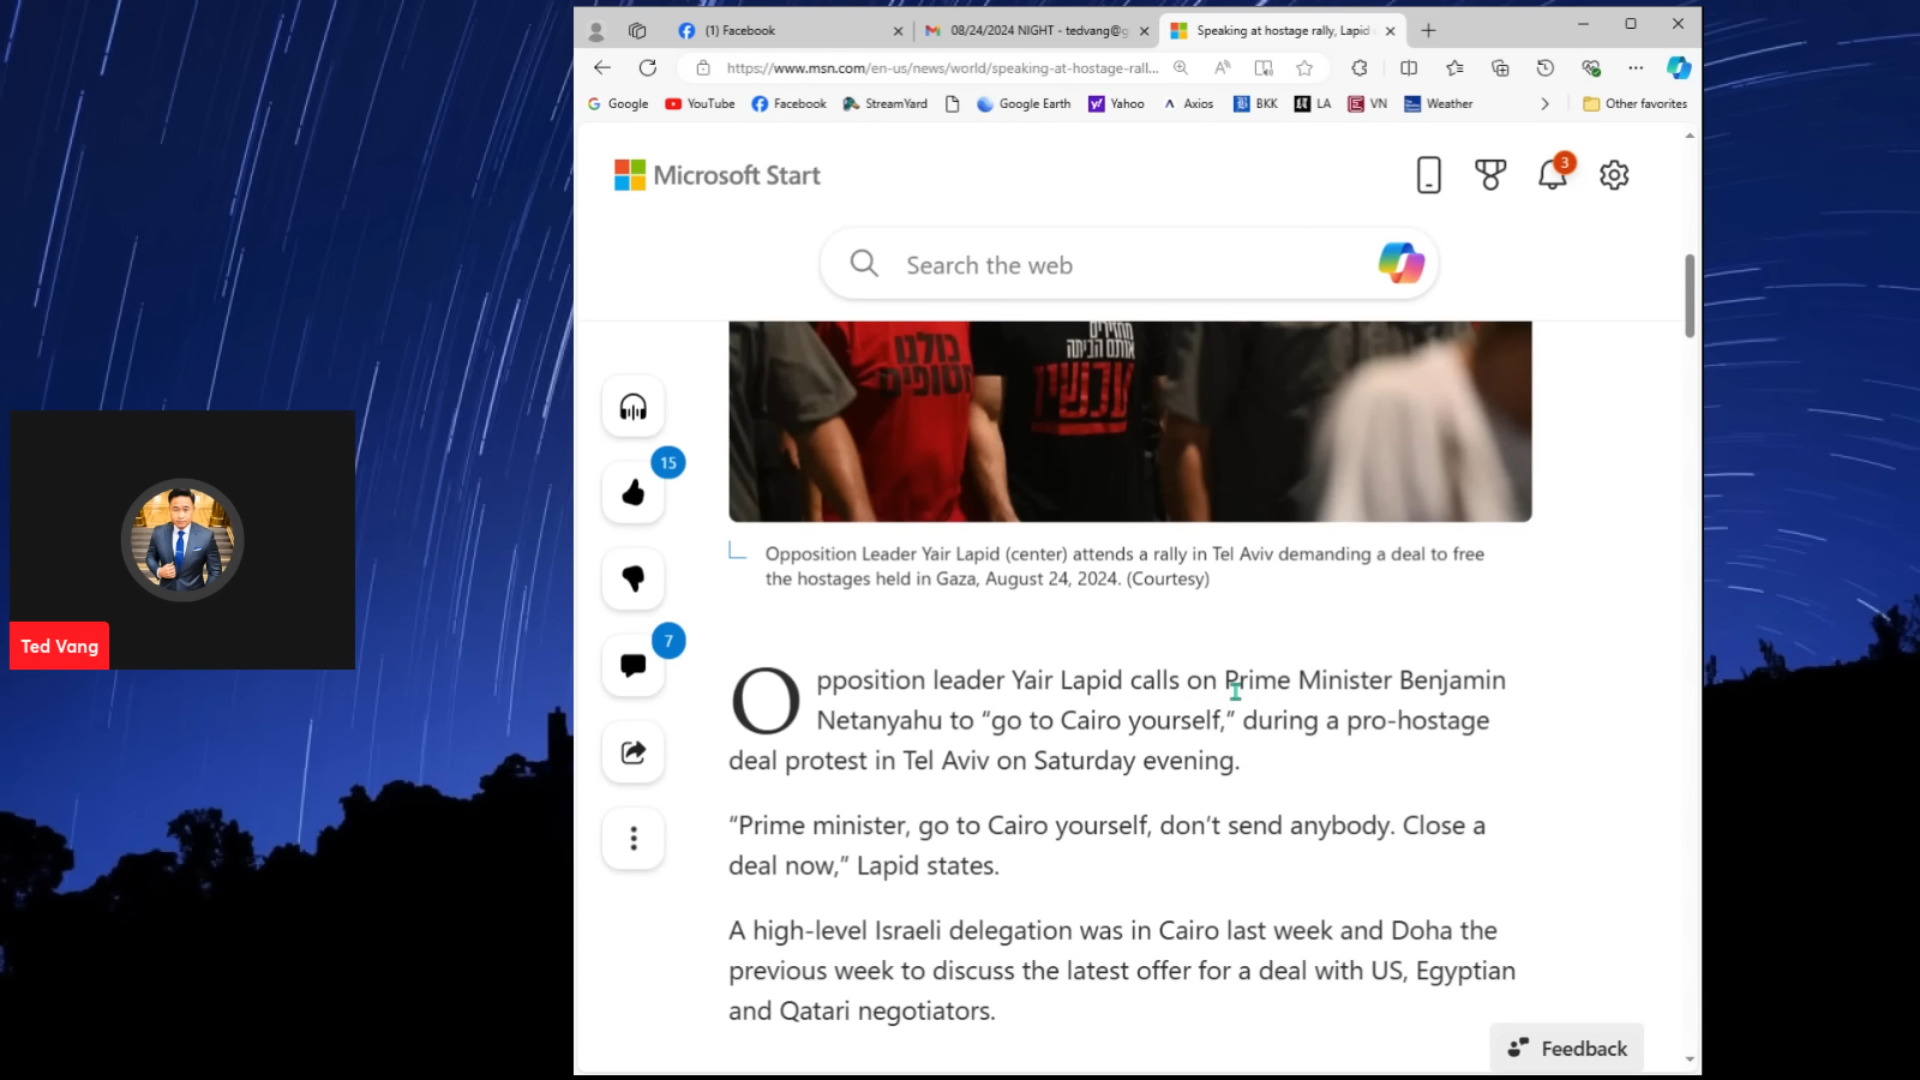 (1) Facebook
08/24/2024 NIGHT - tedvang@g
Speaking at hostage rally, Lapid
https://www.msn.com/en-us/news/world/speaking-at-hostage-rall...
Google
YouTube
Facebook
StreamYard
Google Earth
Yahoo
Axios
BKK
LA
VN
Weather
Other favorites
Microsoft Start
3
Search the web
כולנו
חטופים
מחזירים
אותם הביתה
עכשיו
15
7
Opposition Leader Yair Lapid (center) attends a rally in Tel Aviv demanding a deal to free
the hostages held in Gaza, August 24, 2024. (Courtesy)
Opposition leader Yair Lapid calls on Prime Minister Benjamin
Netanyahu to “go to Cairo yourself,” during a pro-hostage
deal protest in Tel Aviv on Saturday evening.
“Prime minister, go to Cairo yourself, don’t send anybody. Close a
deal now,” Lapid states.
A high-level Israeli delegation was in Cairo last week and Doha the
previous week to discuss the latest offer for a deal with US, Egyptian
and Qatari negotiators.
Feedback
Ted Vang